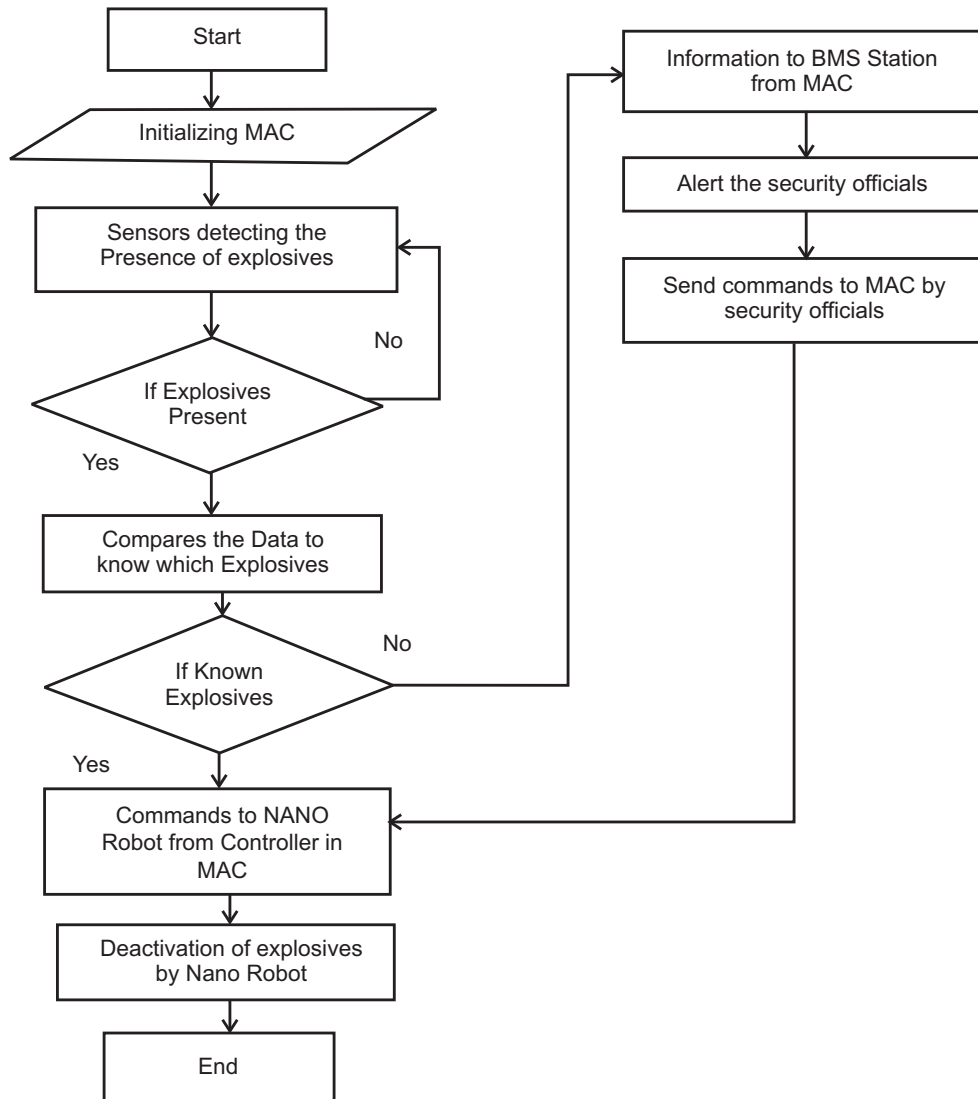 Start
Initializing MAC
Sensors detecting the
Presence of explosives
No
If Explosives
Present
Yes
Compares the Data to
know which Explosives
No
If Known
Explosives
Yes
Commands to NANO
Robot from Controller in
MAC
Deactivation of explosives
by Nano Robot
End
Information to BMS Station
from MAC
Alert the security officials
Send commands to MAC by
security officials